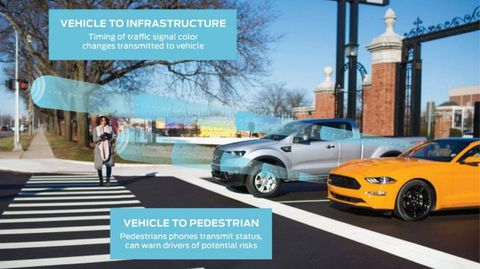 VEHICLE TO INFRASTRUCTURE
Timing of traffic signal color
changes transmitted to vehicle
VEHICLE TO PEDESTRIAN
Pedestrians phones transmit status,
can warn drivers of potential risks